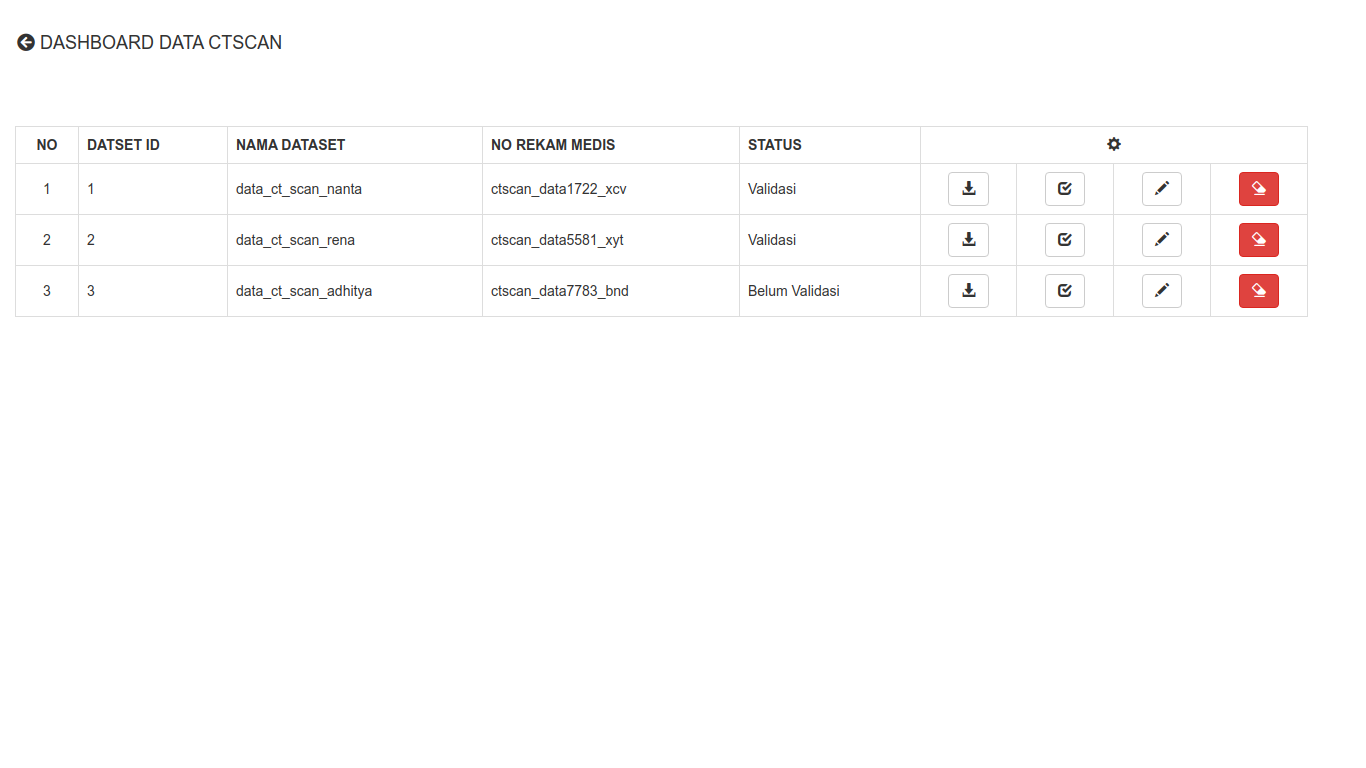 DASHBOARD DATA CTSCAN
NO DATSET ID NAMA DATASET NO REKAM MEDIS STATUS
1 1 data_ct_scan_nanta ctscan_data1722_xcv Validasi
2 2 data_ct_scan_rena ctscan_data5581_xyt Validasi
3 3 data_ct_scan_adhitya ctscan_data7783_bnd Belum Validasi